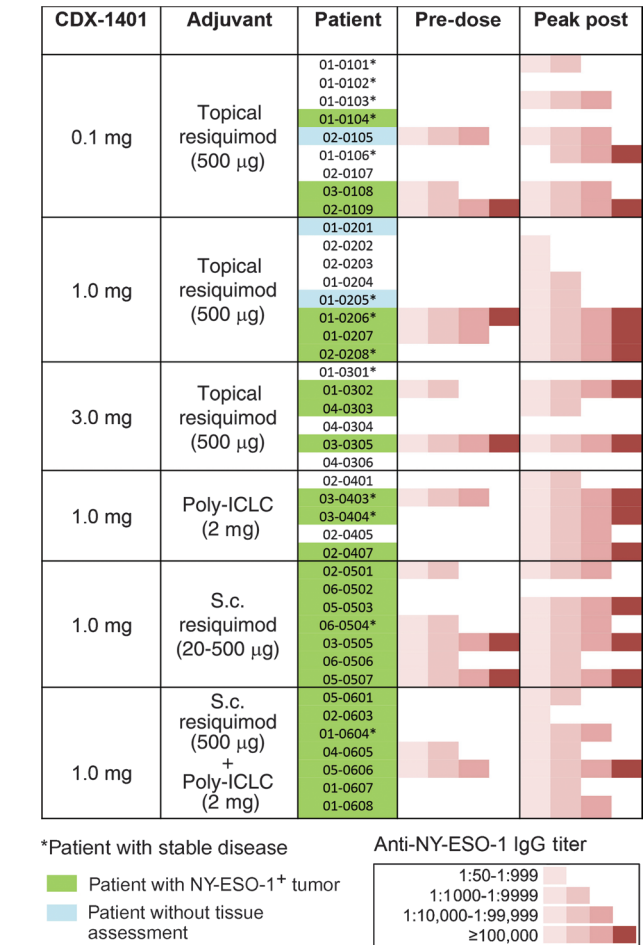 CDX-1401 Adjuvant Patient Pre-dose Peak post
0.1 mg
Topical
resiquimod
(500 µg)
01-0101*
01-0102*
01-0103*
01-0104*
02-0105
01-0106*
02-0107
03-0108
02-0109
1.0 mg
Topical
resiquimod
(500 µg)
01-0201
02-0202
02-0203
01-0204
01-0205*
01-0206*
01-0207
02-0208*
3.0 mg
Topical
resiquimod
(500 µg)
01-0301*
01-0302
04-0303
04-0304
03-0305
04-0306
1.0 mg
Poly-ICLC
(2 mg)
02-0401
03-0403*
03-0404*
02-0405
02-0407
1.0 mg
S.c.
resiquimod
(20-500 µg)
02-0501
06-0502
05-0503
06-0504*
03-0505
06-0506
05-0507
1.0 mg
S.c.
resiquimod
(500 µg)
+
Poly-ICLC
(2 mg)
05-0601
02-0603
01-0604*
04-0605
05-0606
01-0607
01-0608
*Patient with stable disease
Patient with NY-ESO-1+ tumor
Patient without tissue
assessment
Anti-NY-ESO-1 IgG titer
1:50-1:999
1:1000-1:9999
1:10,000-1:99,999
≥100,000